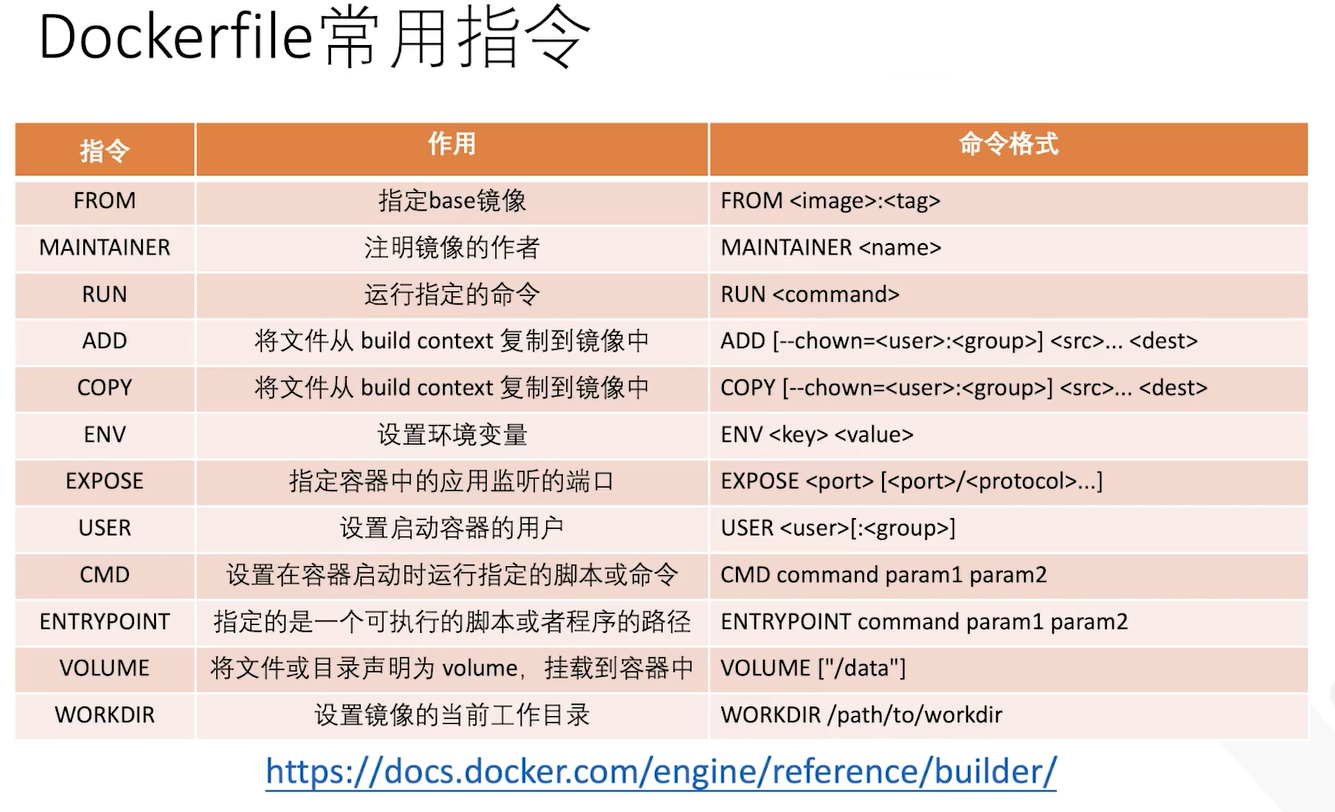 Dockerfile常用指令
指令 作用 命令格式
FROM 指定base镜像 FROM <image>:<tag>
MAINTAINER 注明镜像的作者 MAINTAINER <name>
RUN 运行指定的命令 RUN <command>
ADD 将文件从 build context 复制到镜像中 ADD [--chown=<user>:<group>] <src>... <dest>
COPY 将文件从 build context 复制到镜像中 COPY [--chown=<user>:<group>] <src>... <dest>
ENV 设置环境变量 ENV <key> <value>
EXPOSE 指定容器中的应用监听的端口 EXPOSE <port> [<port>/<protocol>...]
USER 设置启动容器的用户 USER <user>[:<group>]
CMD 设置在容器启动时运行指定的脚本或命令 CMD command param1 param2
ENTRYPOINT 指定的是一个可执行的脚本或者程序的路径 ENTRYPOINT command param1 param2
VOLUME 将文件或目录声明为 volume，挂载到容器中 VOLUME ["/data"]
WORKDIR 设置镜像的当前工作目录 WORKDIR /path/to/workdir
https://docs.docker.com/engine/reference/builder/